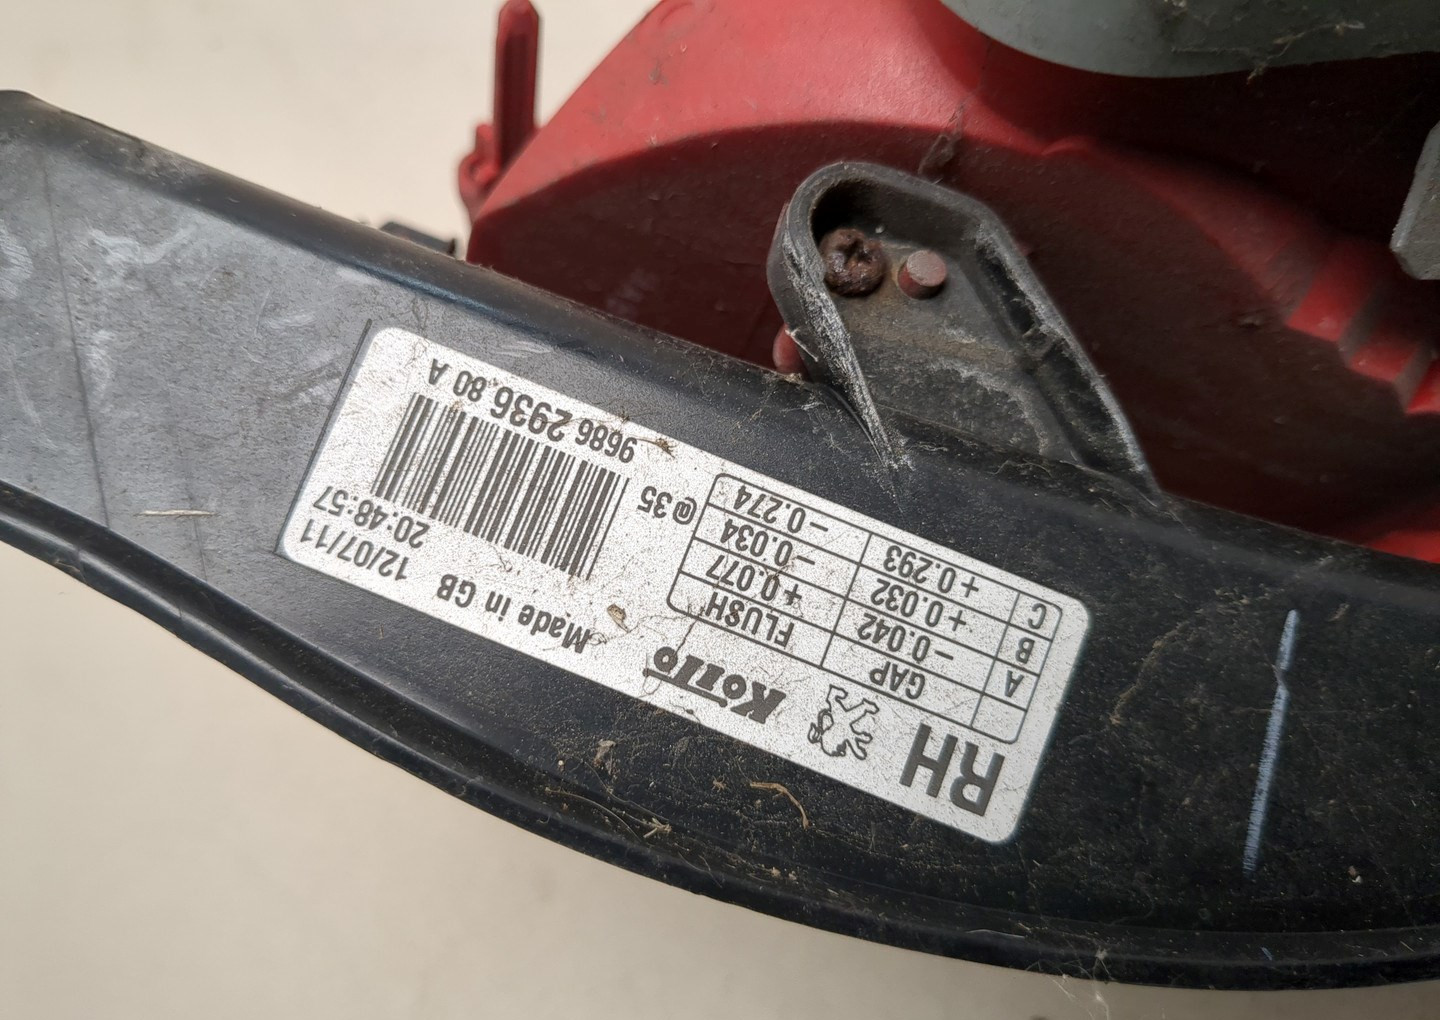 RH KOITO Made in GB 12/07/11
20:48:57
GAP FLUSH
A - 0.042 + 0.077
B + 0.032 - 0.034
C + 0.293 - 0.274
@35
9686 2936 80 A